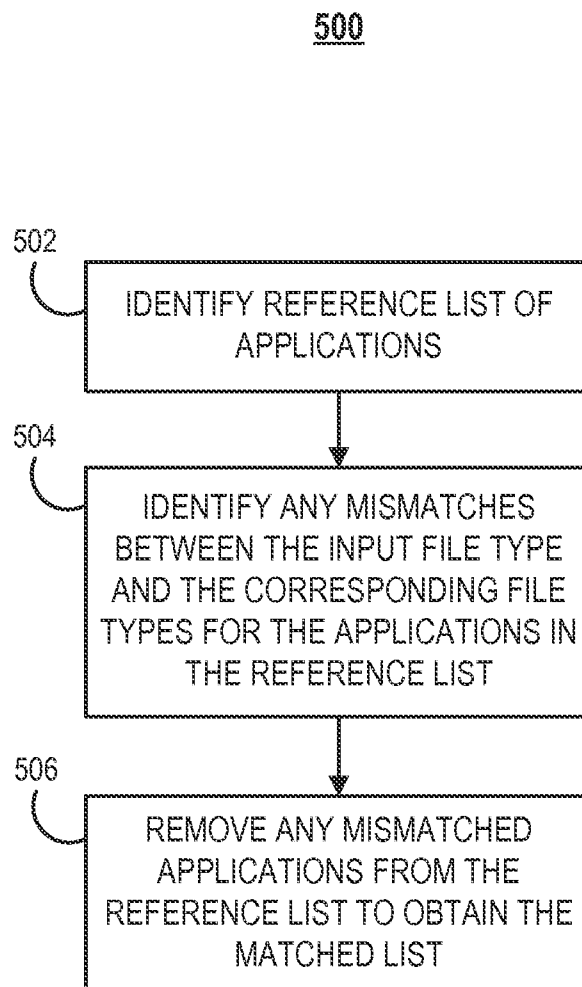 500
502
IDENTIFY REFERENCE LIST OF
APPLICATIONS
504
IDENTIFY ANY MISMATCHES
BETWEEN THE INPUT FILE TYPE
AND THE CORRESPONDING FILE
TYPES FOR THE APPLICATIONS IN
THE REFERENCE LIST
506
REMOVE ANY MISMATCHED
APPLICATIONS FROM THE
REFERENCE LIST TO OBTAIN THE
MATCHED LIST